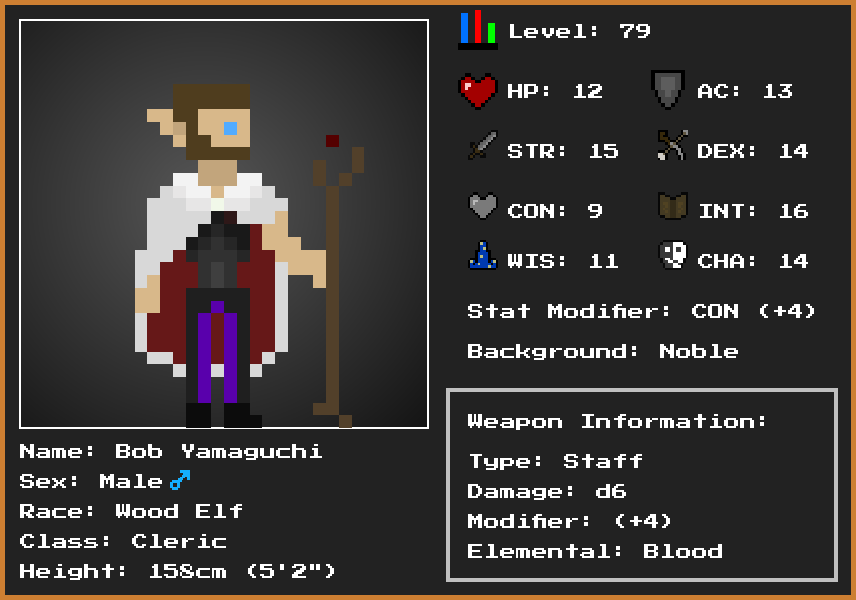 Level: 79
HP: 12 AC: 13
STR: 15 DEX: 14
CON: 9 INT: 16
WIS: 11 CHA: 14
Stat Modifier: CON (+4)
Background: Noble
Weapon Information:
Type: Staff
Damage: d6
Modifier: (+4)
Elemental: Blood
Name: Bob Yamaguchi
Sex: Male♂
Race: Wood Elf
Class: Cleric
Height: 158cm (5'2")